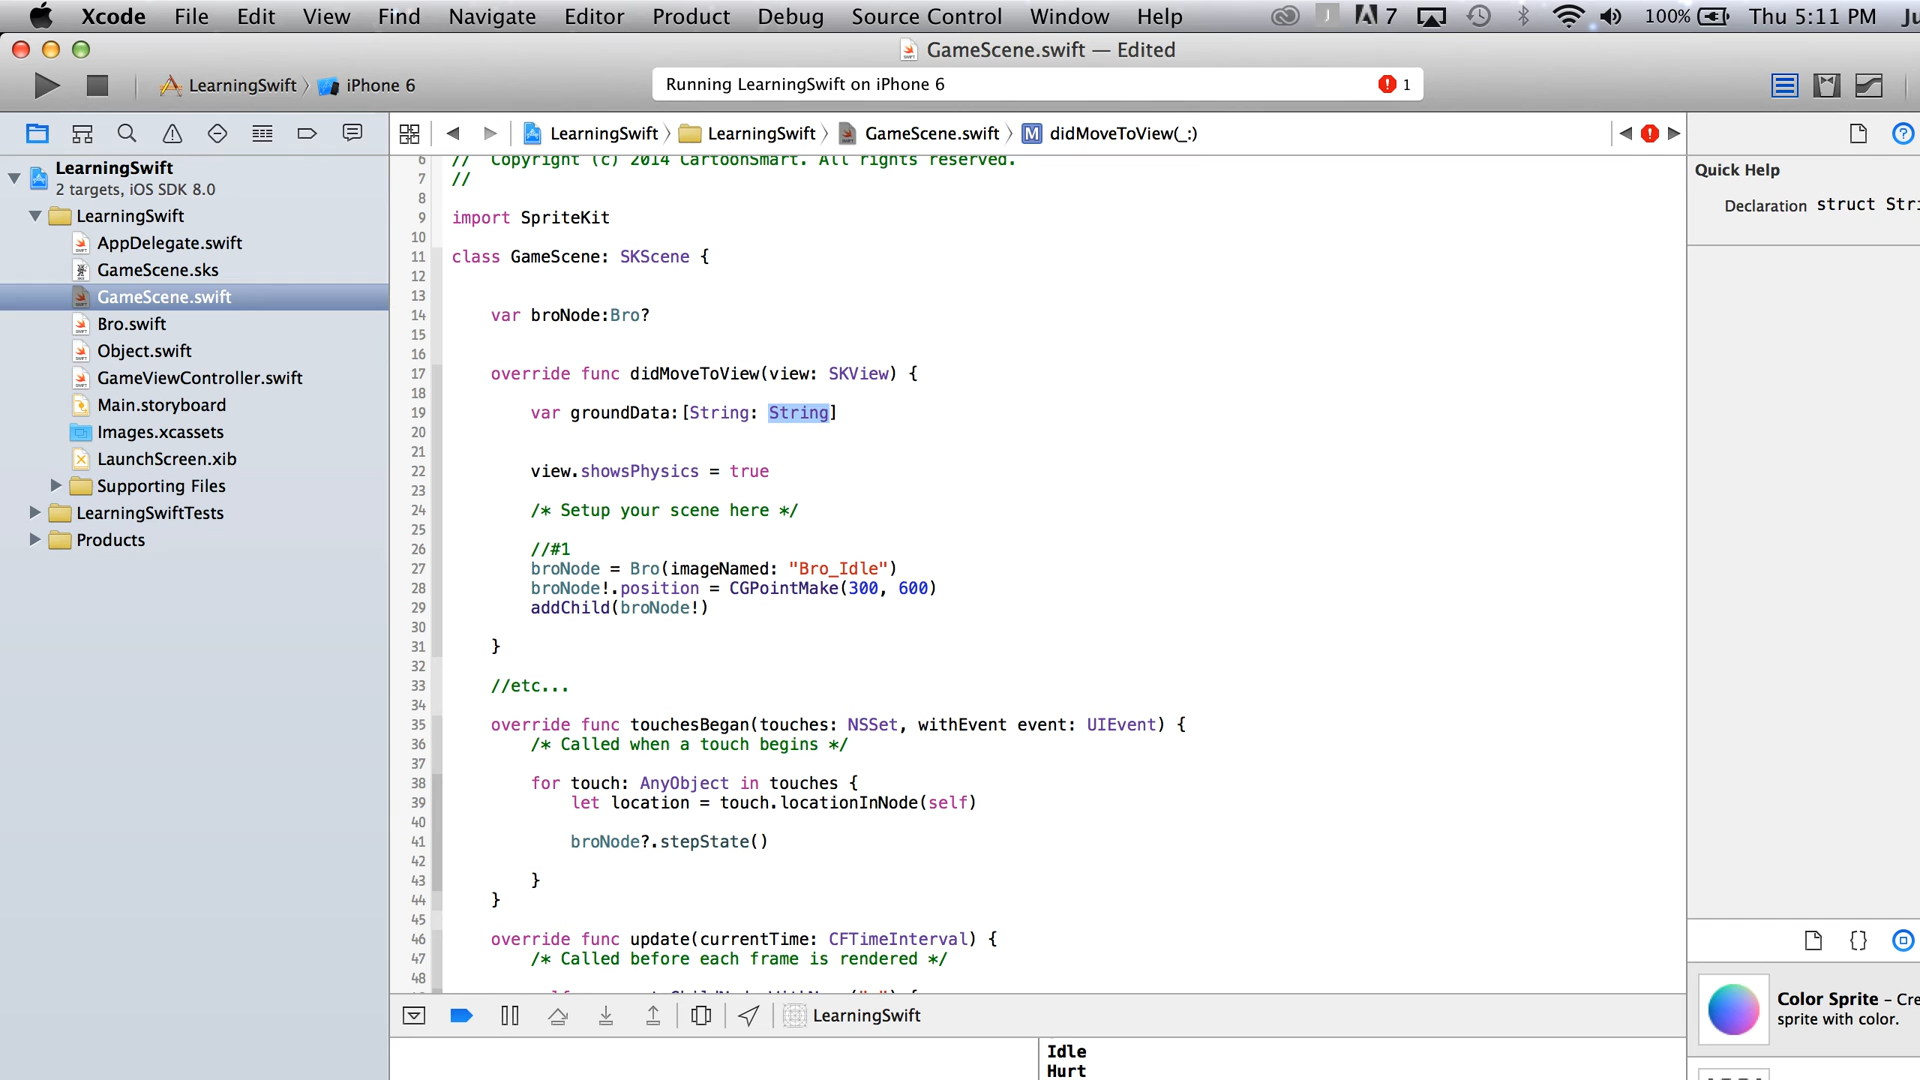 Xcode File Edit View Find Navigate Editor Product Debug Source Control Window Help 7 100% Thu 5:11 PM Ju
GameScene.swift — Edited
LearningSwift iPhone 6 Running LearningSwift on iPhone 6 1
LearningSwift LearningSwift GameScene.swift M didMoveToView(_:)
LearningSwift
2 targets, iOS SDK 8.0
LearningSwift
AppDelegate.swift
GameScene.sks
GameScene.swift
Bro.swift
Object.swift
GameViewController.swift
Main.storyboard
Images.xcassets
LaunchScreen.xib
Supporting Files
LearningSwiftTests
Products
6 // Copyright (c) 2014 CartoonSmart. All rights reserved.
7 //
8
9 import SpriteKit
10
11 class GameScene: SKScene {
12
13
14 var broNode:Bro?
15
16
17 override func didMoveToView(view: SKView) {
18
19 var groundData:[String: String]
20
21
22 view.showsPhysics = true
23
24 /* Setup your scene here */
25
26 //#1
27 broNode = Bro(imageNamed: "Bro_Idle")
28 broNode!.position = CGPointMake(300, 600)
29 addChild(broNode!)
30
31 }
32
33 //etc...
34
35 override func touchesBegan(touches: NSSet, withEvent event: UIEvent) {
36 /* Called when a touch begins */
37
38 for touch: AnyObject in touches {
39 let location = touch.locationInNode(self)
40
41 broNode?.stepState()
42
43 }
44 }
45
46 override func update(currentTime: CFTimeInterval) {
47 /* Called before each frame is rendered */
48
LearningSwift
Idle
Hurt
Quick Help
Declaration struct Stri
{}
Color Sprite – Cre
sprite with color.